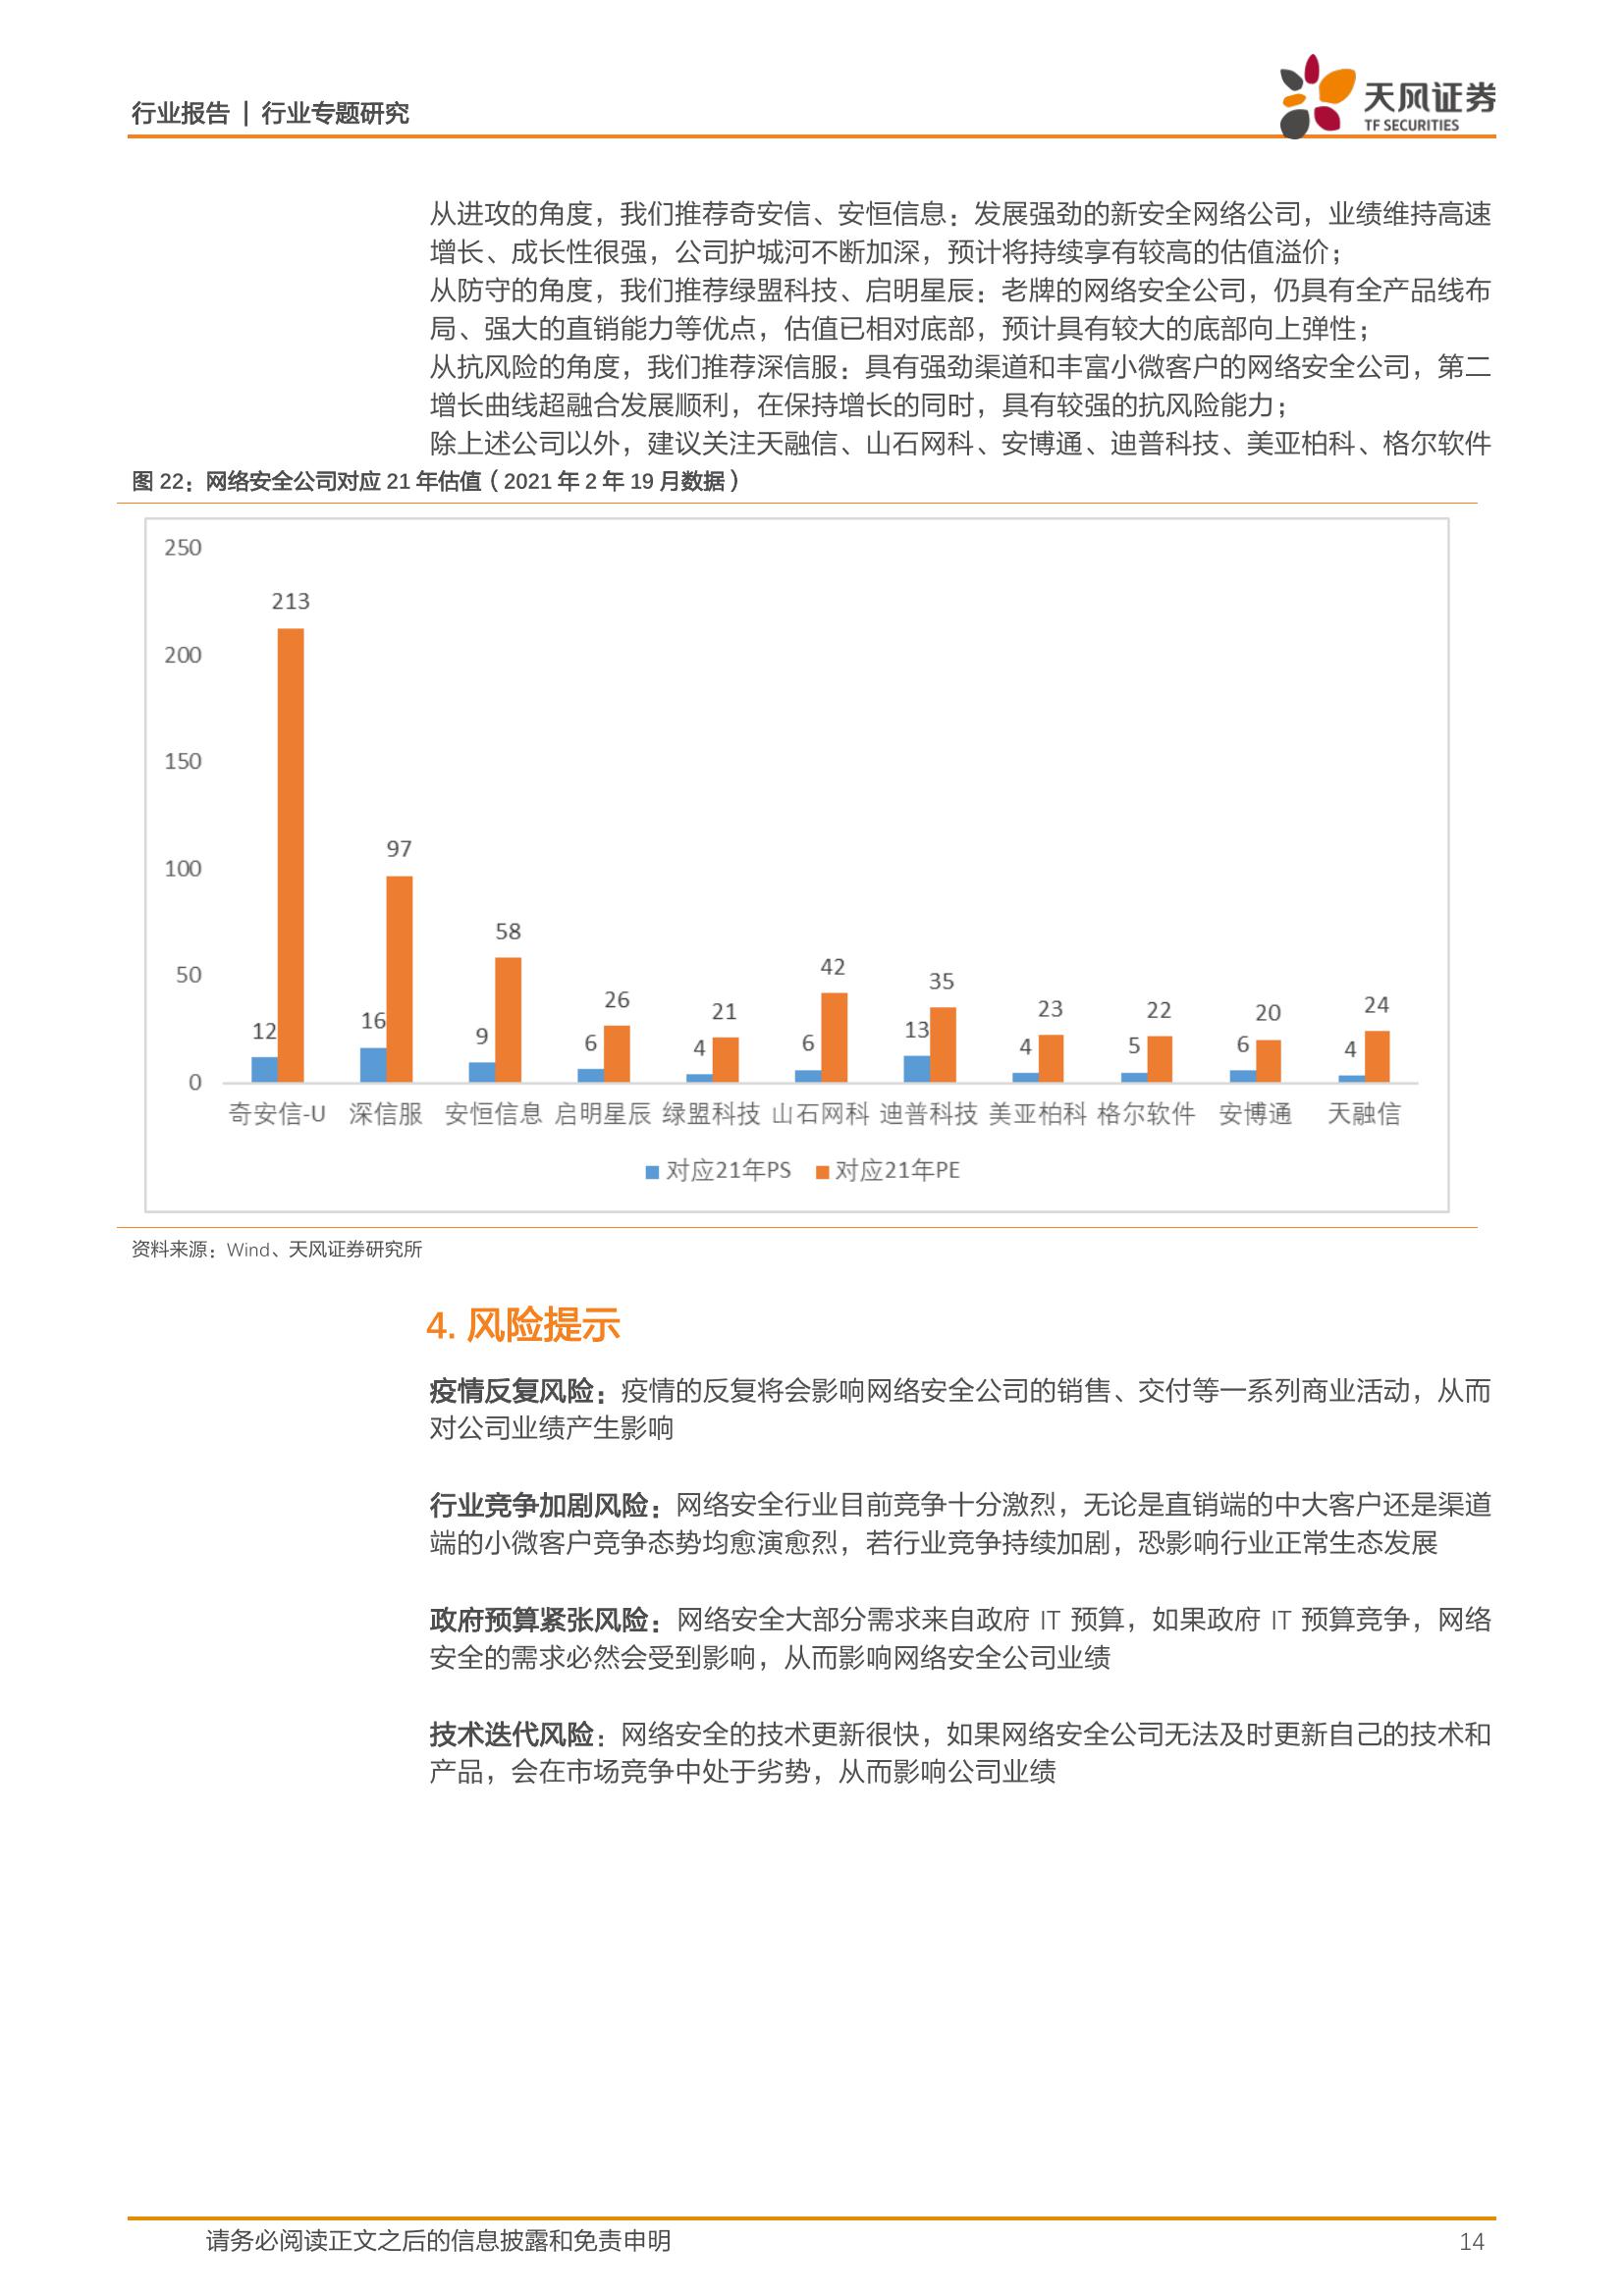 行业报告 | 行业专题研究
天风证券
TF SECURITIES
从进攻的角度，我们推荐奇安信、安恒信息：发展强劲的新安全网络公司，业绩维持高速
增长、成长性很强，公司护城河不断加深，预计将持续享有较高的估值溢价；
从防守的角度，我们推荐绿盟科技、启明星辰：老牌的网络安全公司，仍具有全产品线布
局、强大的直销能力等优点，估值已相对底部，预计具有较大的底部向上弹性；
从抗风险的角度，我们推荐深信服：具有强劲渠道和丰富小微客户的网络安全公司，第二
增长曲线超融合发展顺利，在保持增长的同时，具有较强的抗风险能力；
除上述公司以外，建议关注天融信、山石网科、安博通、迪普科技、美亚柏科、格尔软件
图 22：网络安全公司对应 21 年估值（2021 年 2 年 19 月数据）
250
200
150
100
50
0
12 213
16 97
9 58
6 26
4 21
6 42
13 35
4 23
5 22
6 20
4 24
奇安信-U 深信服 安恒信息 启明星辰 绿盟科技 山石网科 迪普科技 美亚柏科 格尔软件 安博通 天融信
对应21年PS 对应21年PE
资料来源：Wind、天风证券研究所
4. 风险提示
疫情反复风险：疫情的反复将会影响网络安全公司的销售、交付等一系列商业活动，从而
对公司业绩产生影响
行业竞争加剧风险：网络安全行业目前竞争十分激烈，无论是直销端的中大客户还是渠道
端的小微客户竞争态势均愈演愈烈，若行业竞争持续加剧，恐影响行业正常生态发展
政府预算紧张风险：网络安全大部分需求来自政府 IT 预算，如果政府 IT 预算竞争，网络
安全的需求必然会受到影响，从而影响网络安全公司业绩
技术迭代风险：网络安全的技术更新很快，如果网络安全公司无法及时更新自己的技术和
产品，会在市场竞争中处于劣势，从而影响公司业绩
请务必阅读正文之后的信息披露和免责申明
14